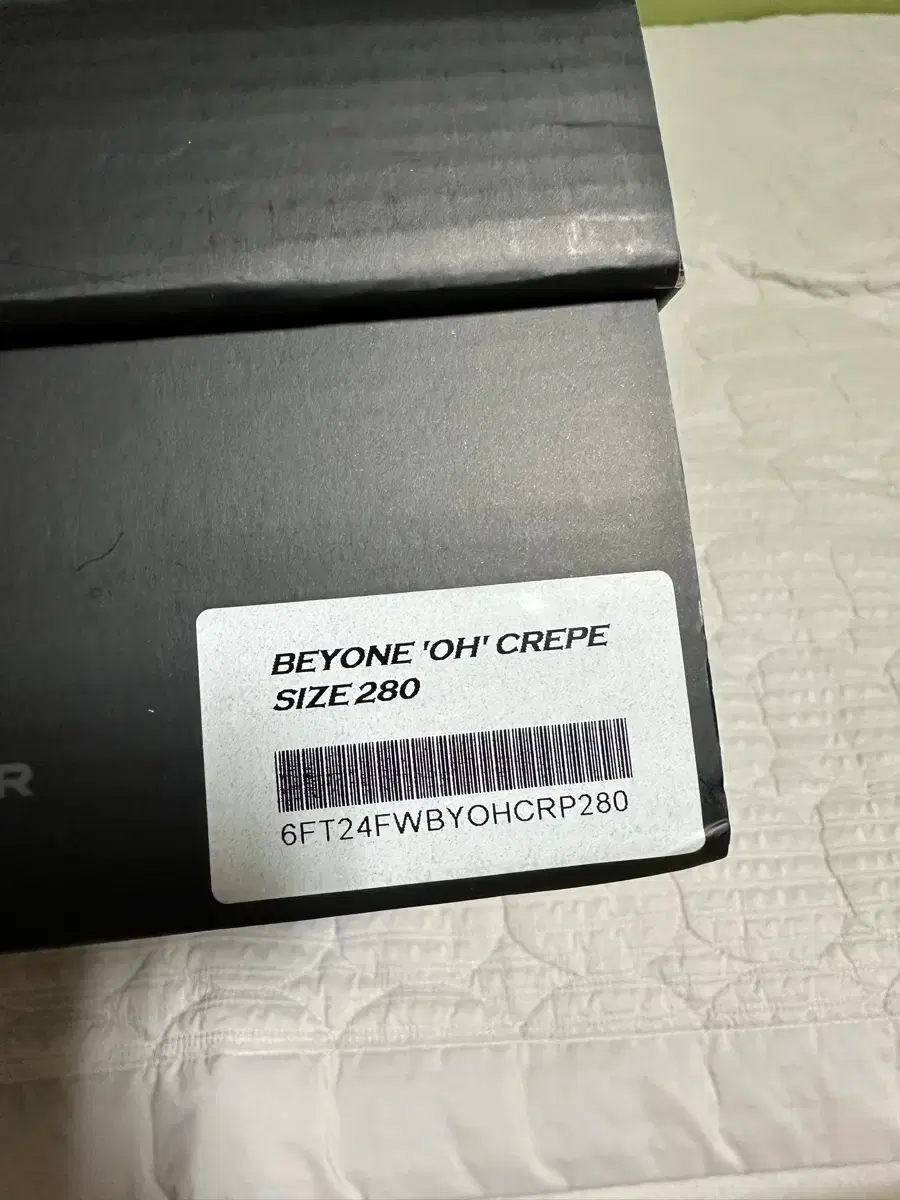 BEYONE 'OH' CREPE
SIZE 280
R
6FT24FWBYOHCRP280